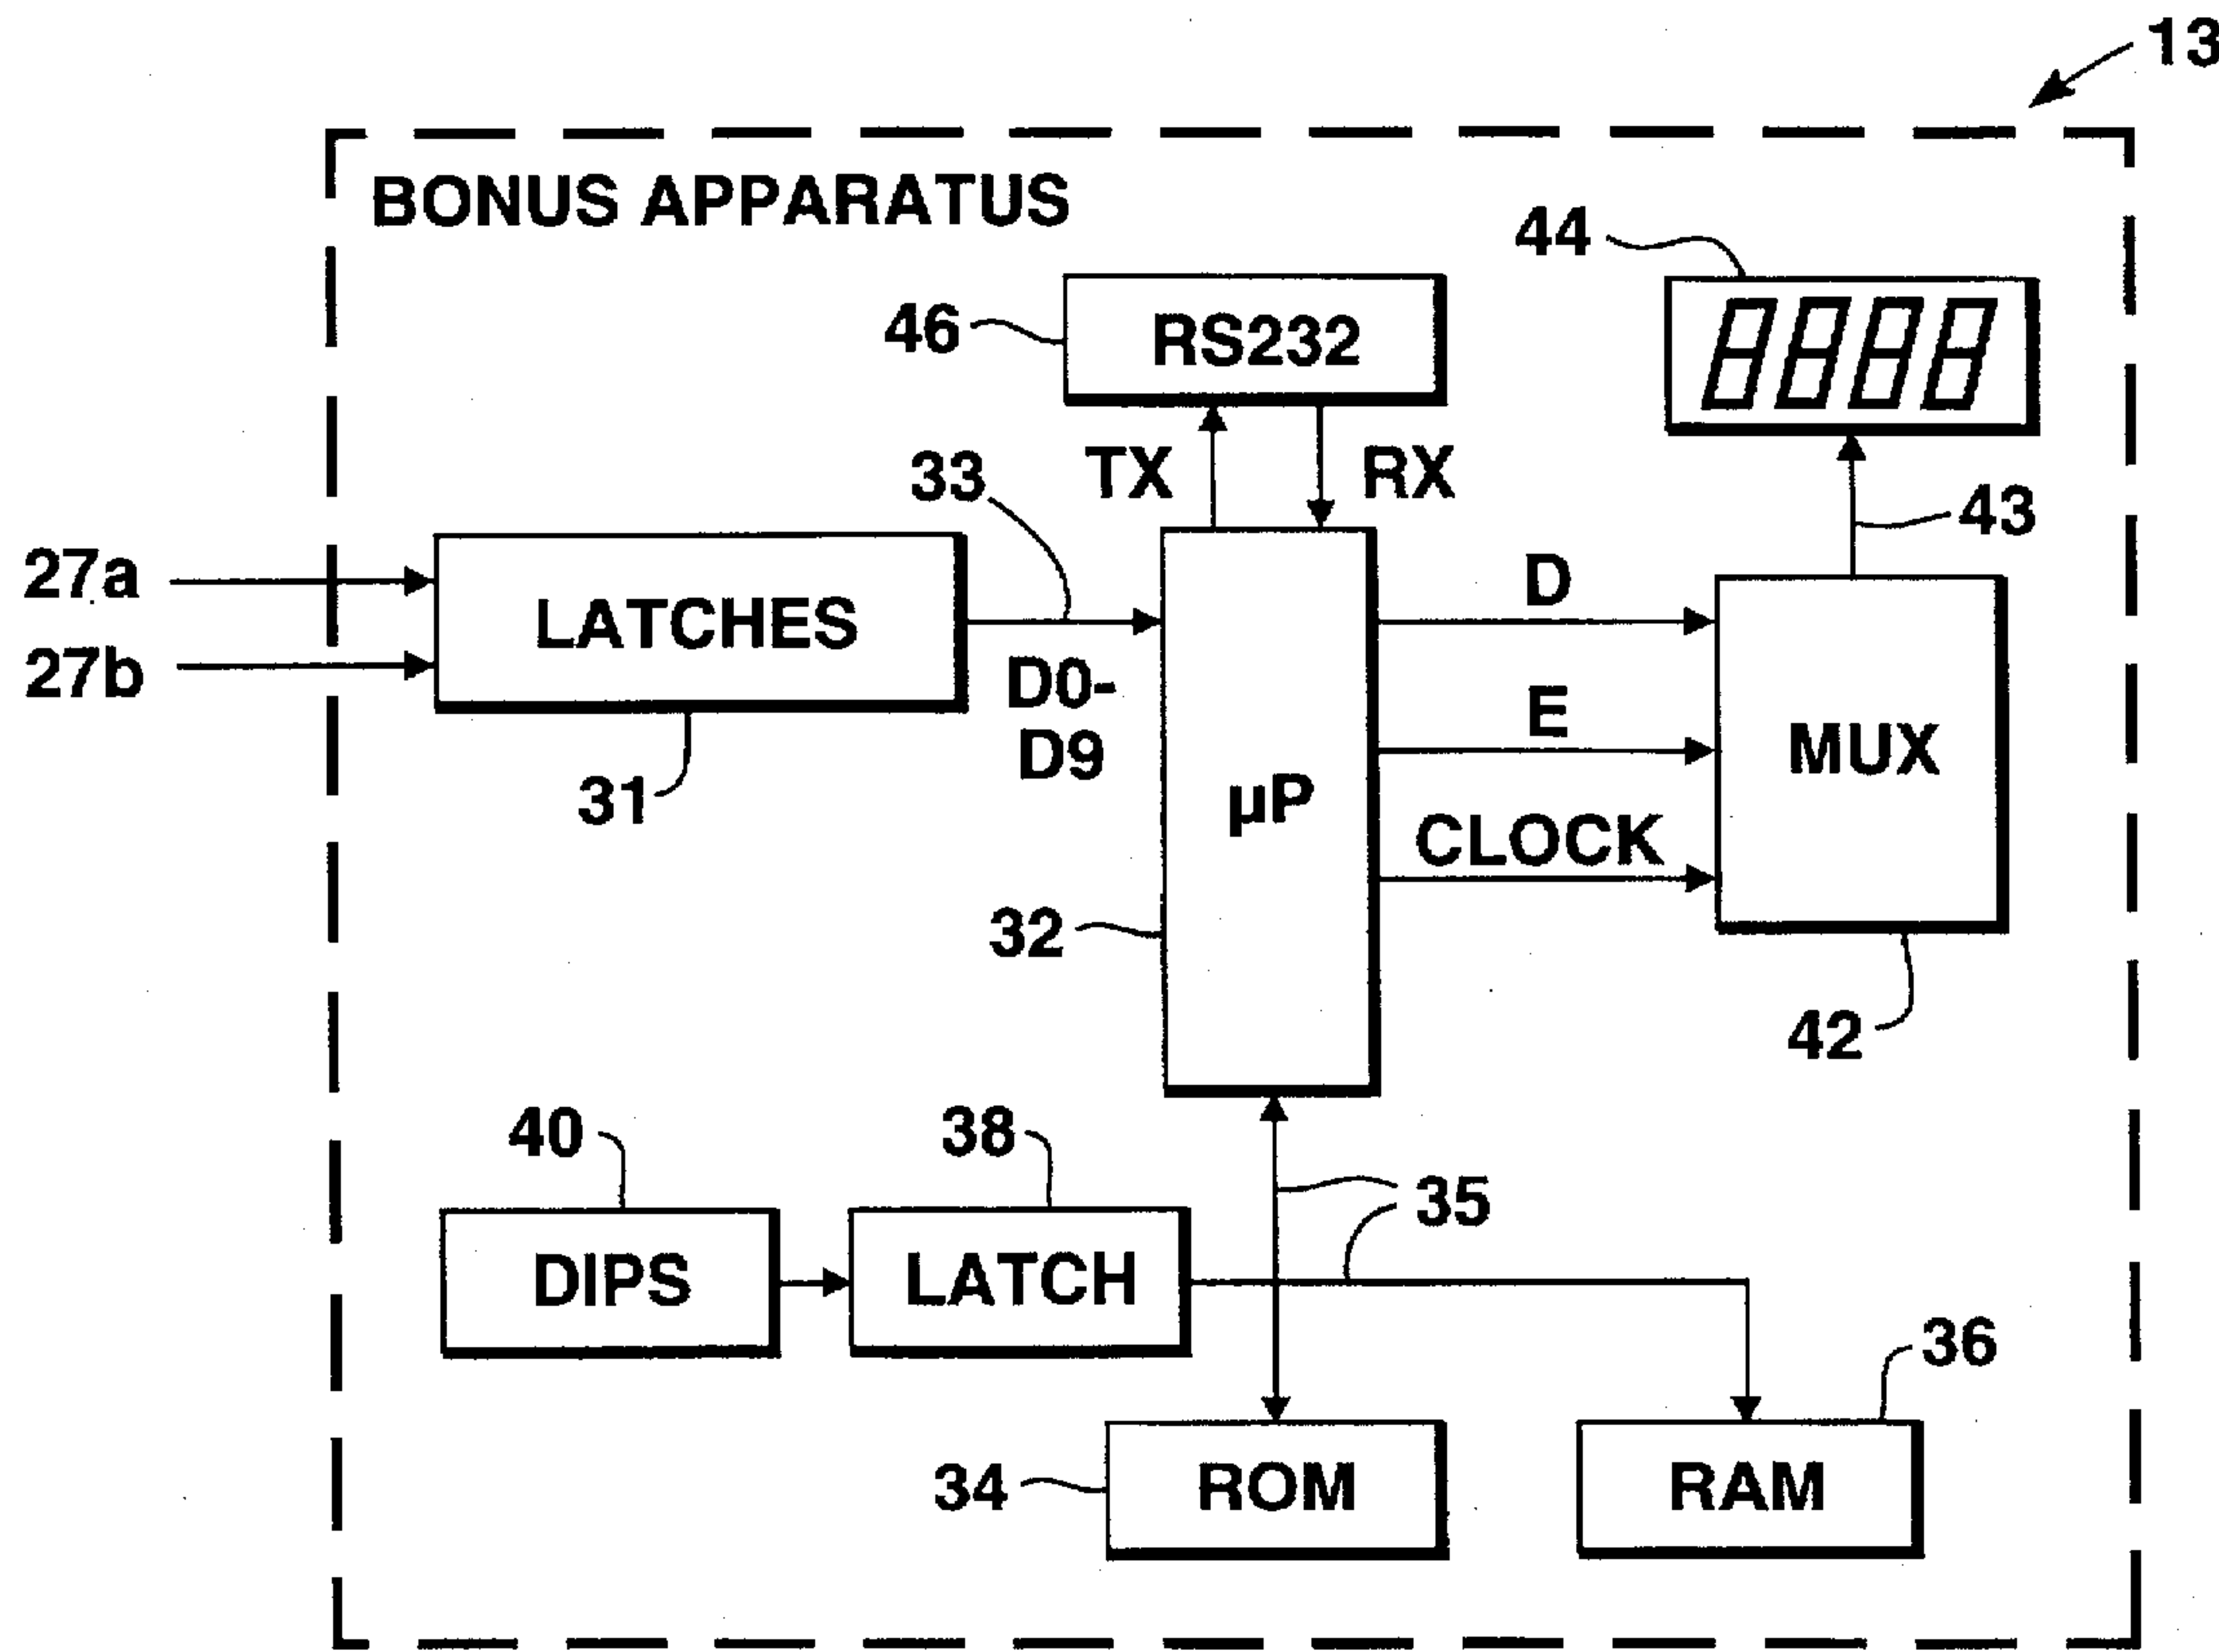 13
BONUS APPARATUS
44
46
RS232
8888
33
TX
RX
43
27a
LATCHES
D
27b
D0-
D9
E
MUX
31
µP
CLOCK
32
42
40
38
35
DIPS
LATCH
36
34
ROM
RAM